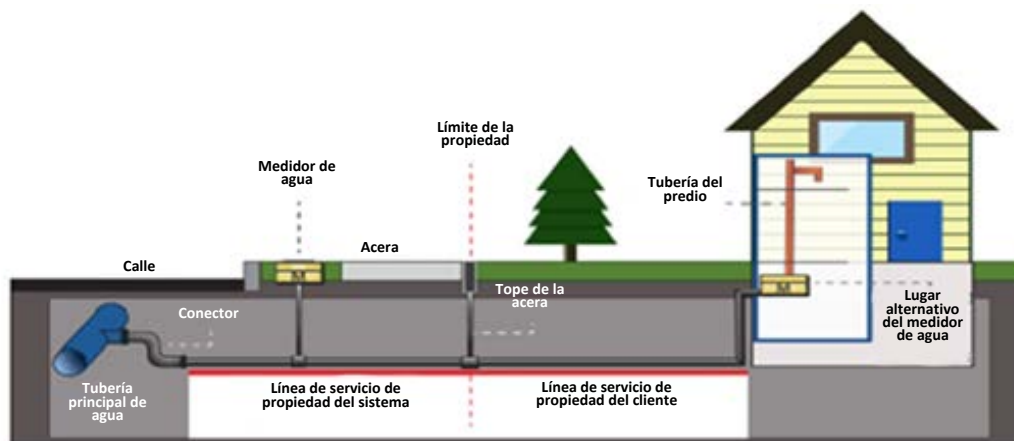 Límite de la
propiedad
Medidor de
agua
Tubería del
predio
Calle
Acera
Conector
Tope de la
acera
Lugar
alternativo
del medidor
de agua
Tubería
principal de
agua
Línea de servicio de
propiedad del sistema
Línea de servicio de
propiedad del cliente